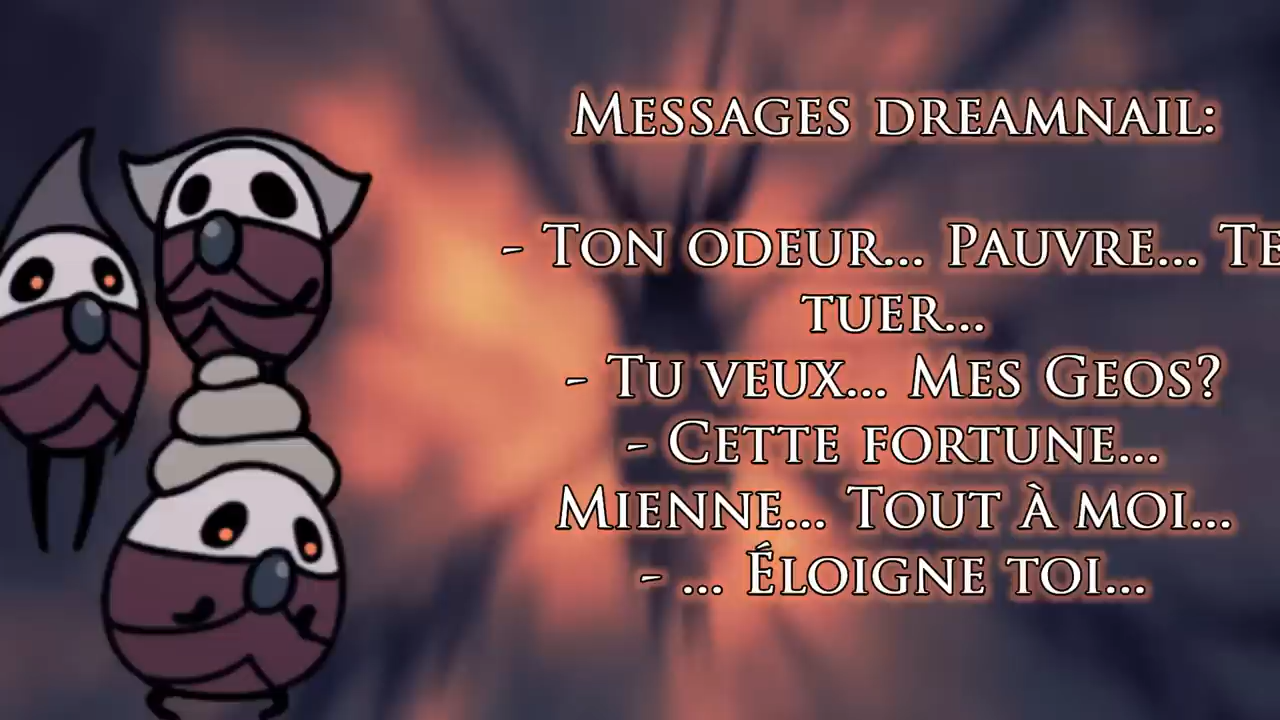 Messages dreamnail:
- Ton odeur... Pauvre... Te
tuer...
- Tu veux... Mes Geos?
- Cette fortune...
Mienne... Tout à moi...
- ... Éloigne toi...